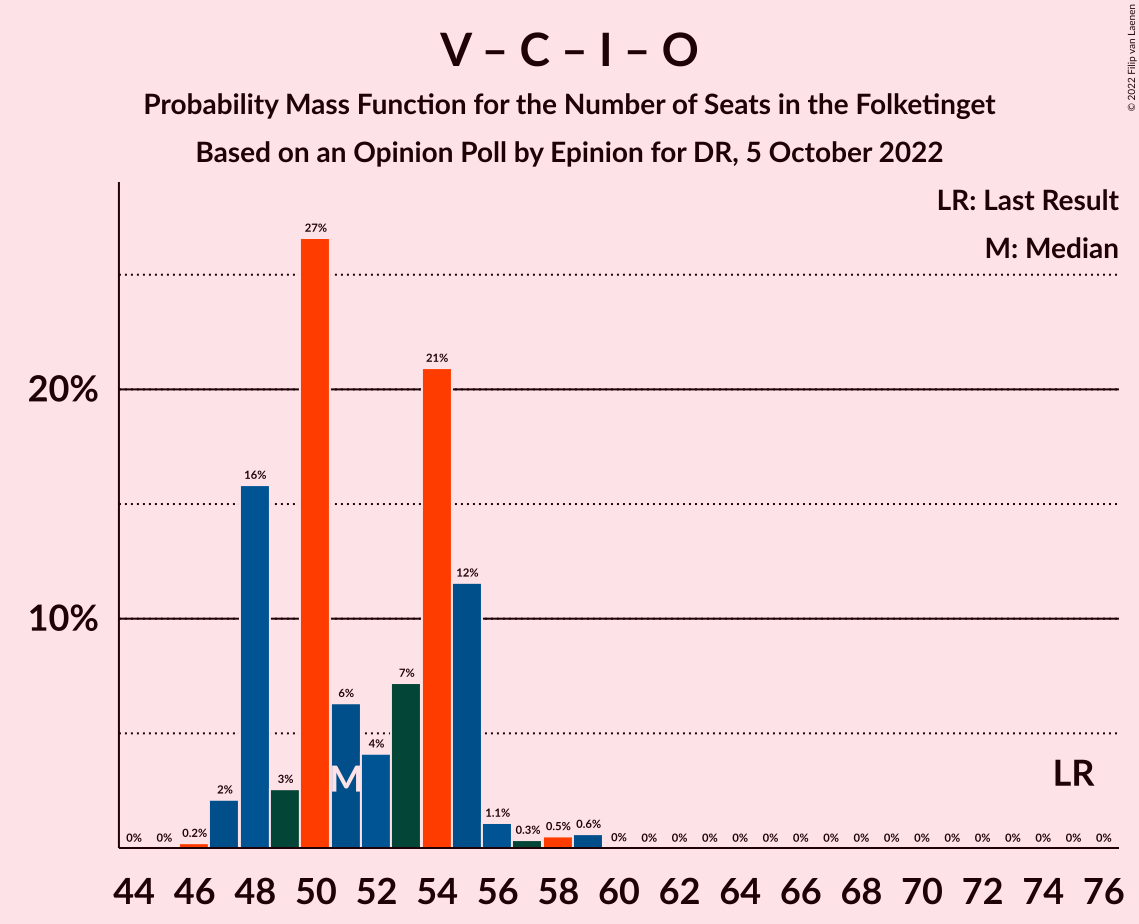 V – C – I – O
Probability Mass Function for the Number of Seats in the Folketinget
Based on an Opinion Poll by Epinion for DR, 5 October 2022
© 2022 Filip van Laenen
LR: Last Result
M: Median
20%
10%
0% 0% 0.2% 2% 16% 3% 27% 6% 4% 7% 21% 12% 1.1% 0.3% 0.5% 0.6% 0% 0% 0% 0% 0% 0% 0% 0% 0% 0% 0% 0% 0% 0% 0% 0% 0%
M
LR
44 46 48 50 52 54 56 58 60 62 64 66 68 70 72 74 76